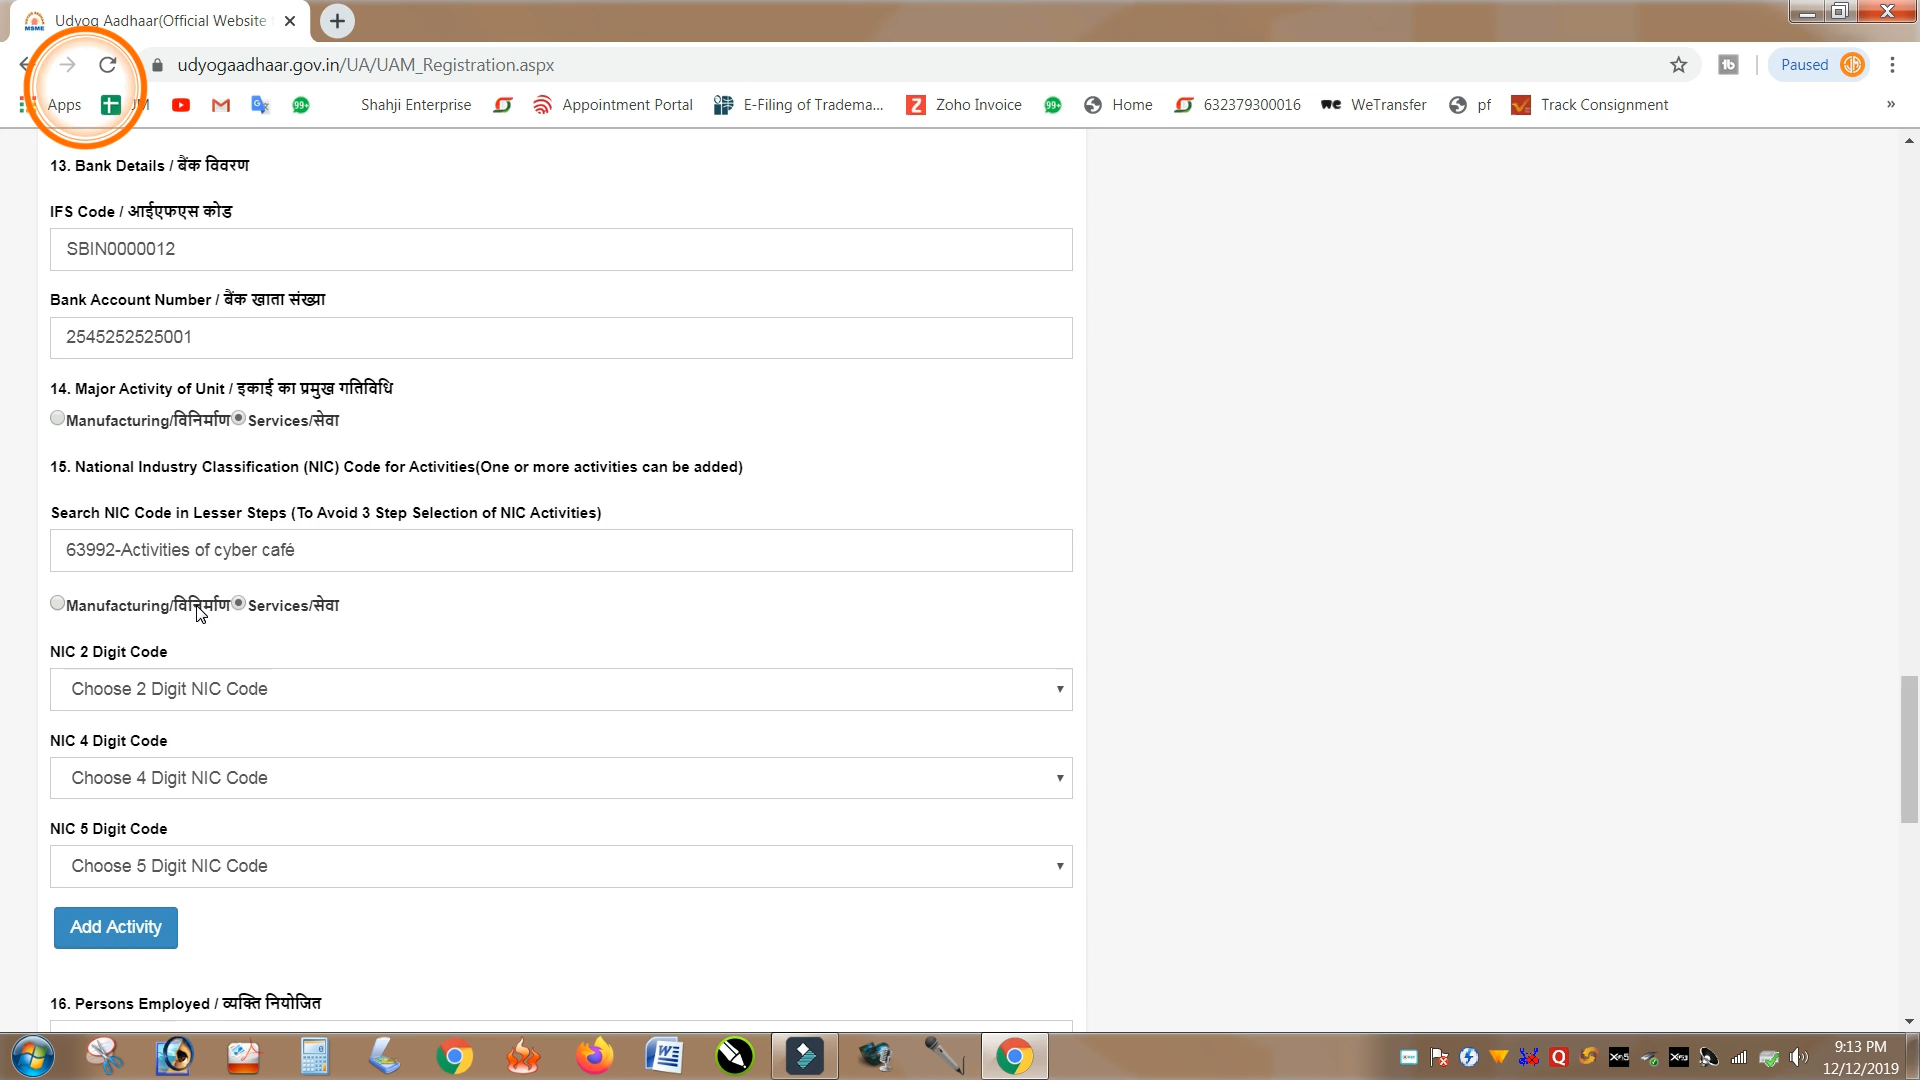 Udyog Aadhaar(Official Website
udyogaadhaar.gov.in/UA/UAM_Registration.aspx
Paused
Apps
Shahji Enterprise
Appointment Portal
E-Filing of Tradema...
Zoho Invoice
Home
632379300016
WeTransfer
pf
Track Consignment
»
13. Bank Details / बैंक विवरण
IFS Code / आईएफएस कोड
SBIN0000012
Bank Account Number / बैंक खाता संख्या
2545252525001
14. Major Activity of Unit / इकाई का प्रमुख गतिविधि
Manufacturing/विनिर्माण Services/सेवा
15. National Industry Classification (NIC) Code for Activities(One or more activities can be added)
Search NIC Code in Lesser Steps (To Avoid 3 Step Selection of NIC Activities)
63992-Activities of cyber café
Manufacturing/विनिर्माण Services/सेवा
NIC 2 Digit Code
Choose 2 Digit NIC Code
NIC 4 Digit Code
Choose 4 Digit NIC Code
NIC 5 Digit Code
Choose 5 Digit NIC Code
Add Activity
16. Persons Employed / व्यक्ति नियोजित
9:13 PM
12/12/2019